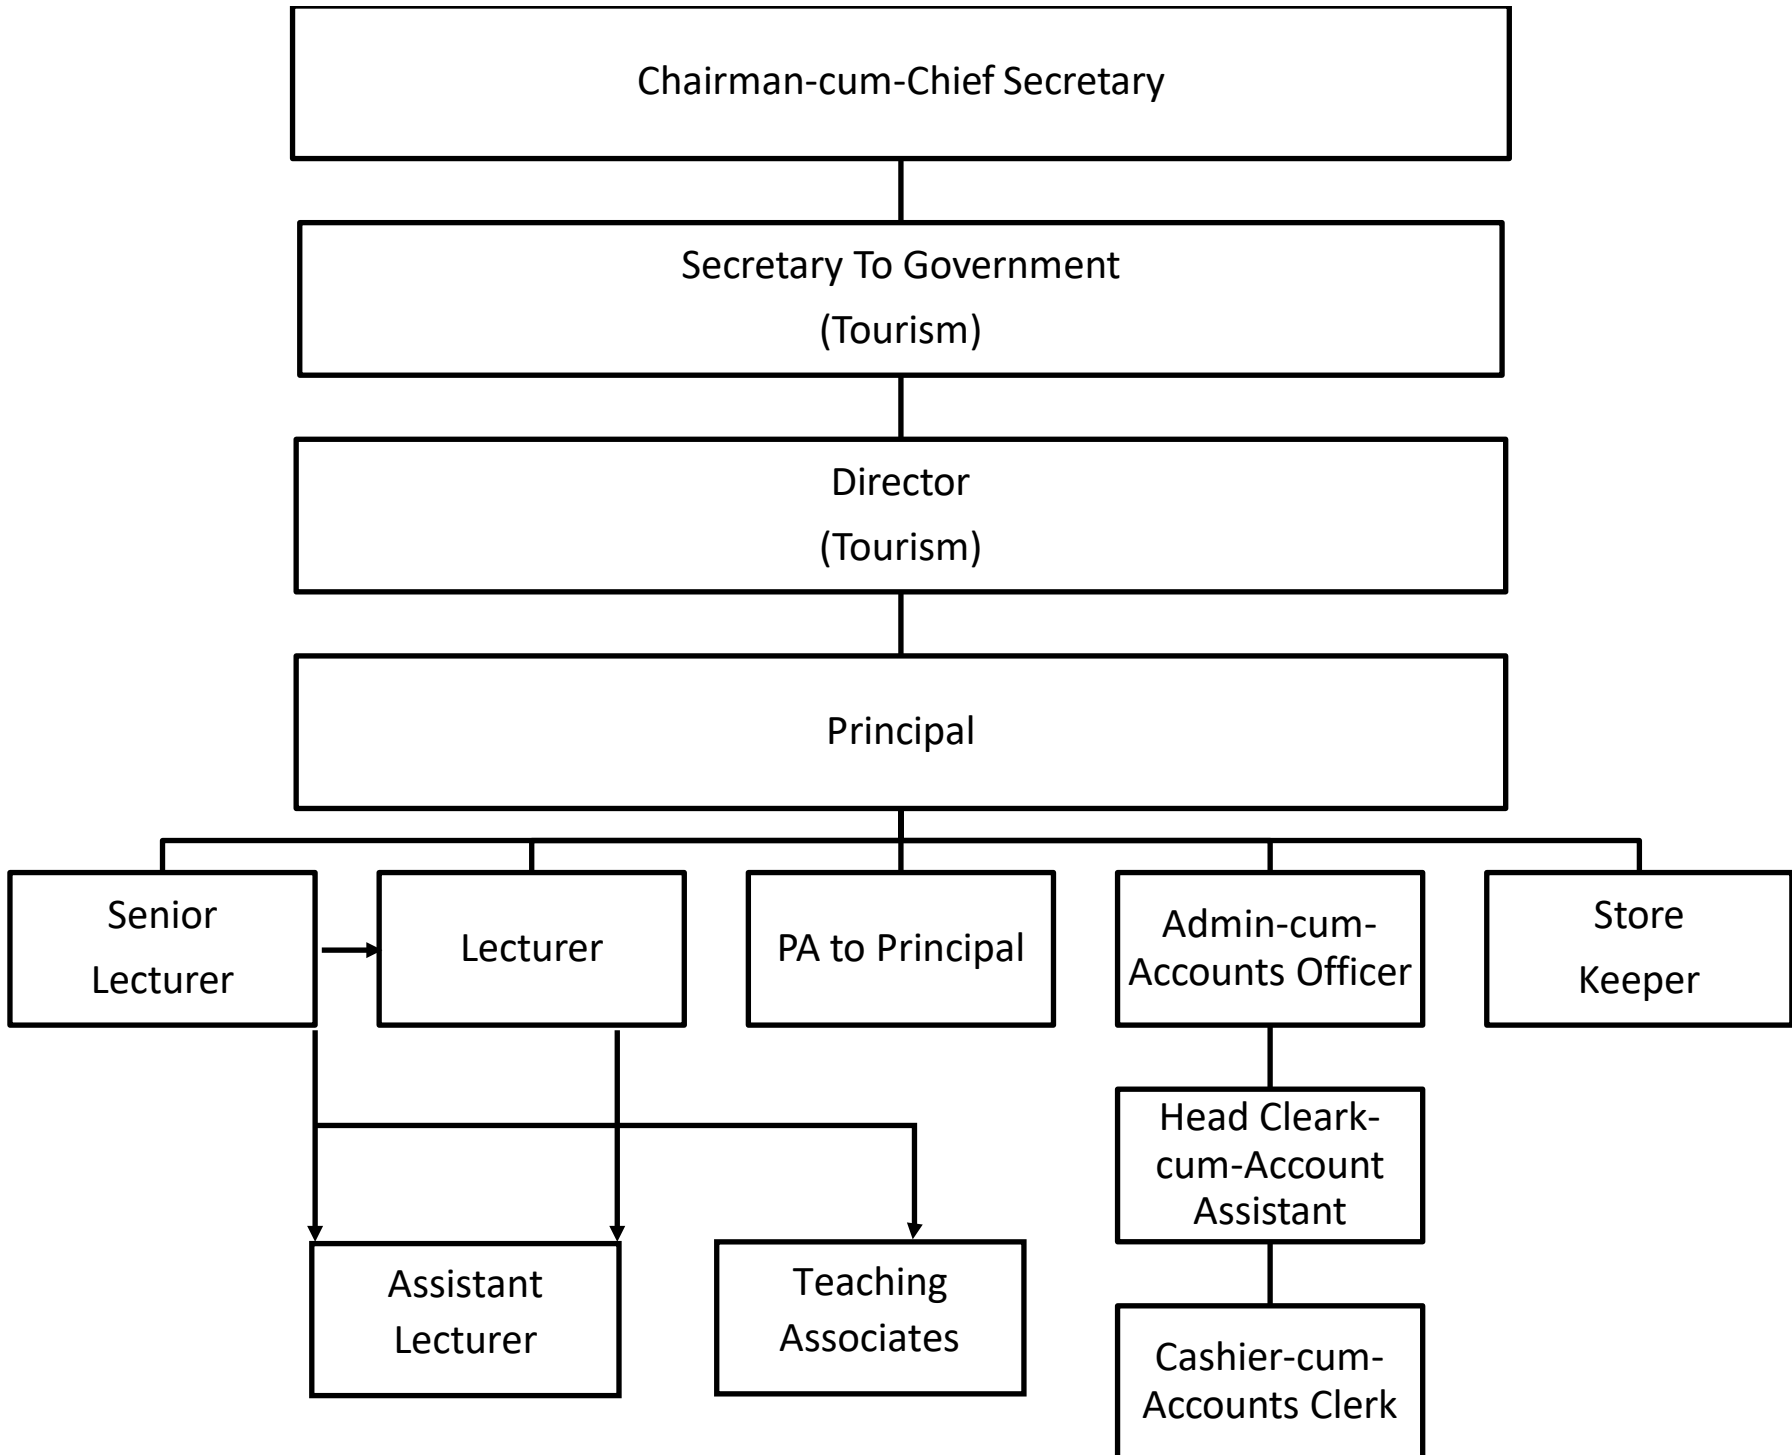 Chairman-cum-Chief Secretary
Secretary To Government
(Tourism)
Director
(Tourism)
Principal
Senior
Lecturer
Lecturer
PA to Principal
Admin-cum-
Accounts Officer
Store
Keeper
Head Cleark-
cum-Account
Assistant
Assistant
Lecturer
Teaching
Associates
Cashier-cum-
Accounts Clerk